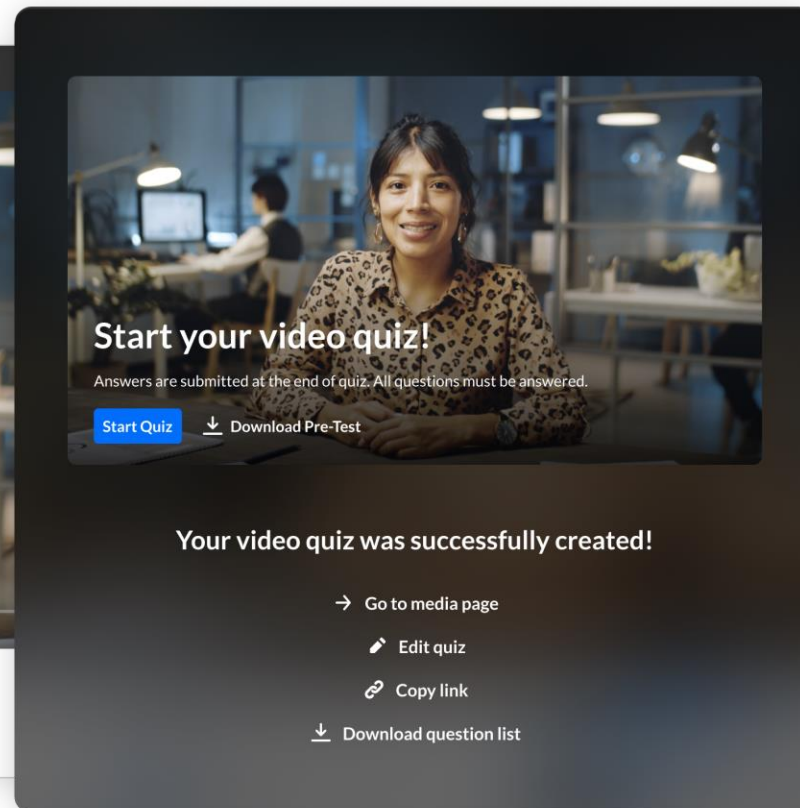 Start your video quiz!
Answers are submitted at the end of quiz. All questions must be answered.
Start Quiz
Download Pre-Test
Your video quiz was successfully created!
Go to media page
Edit quiz
Copy link
Download question list